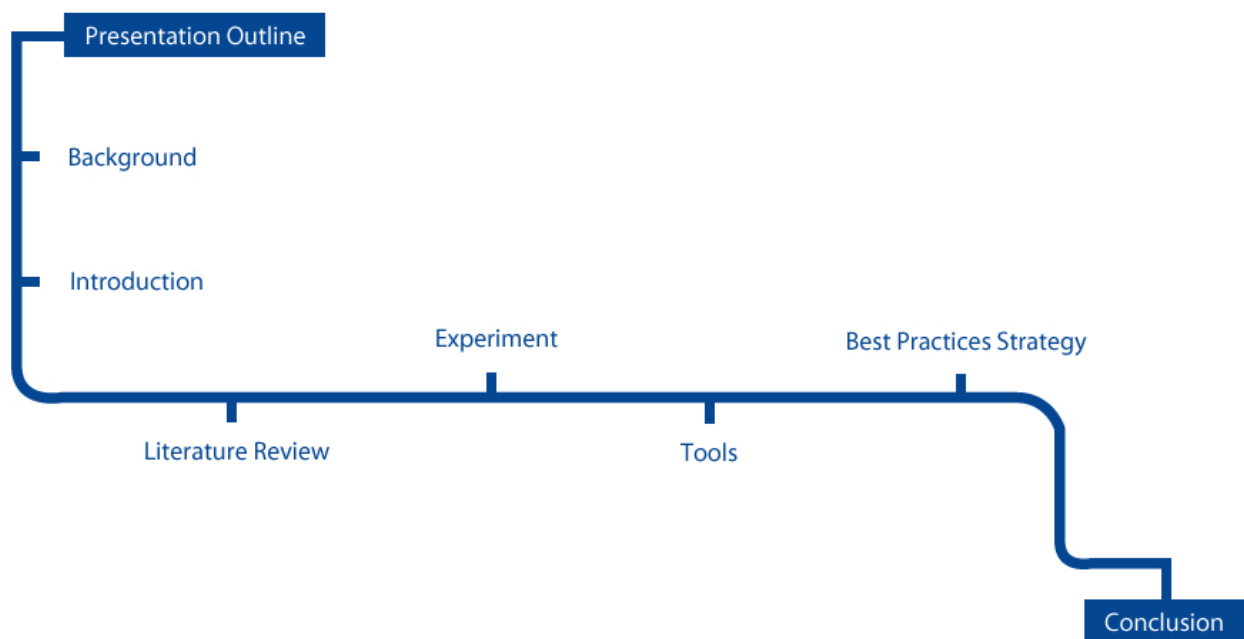 Presentation Outline
Background
Introduction
Literature Review
Experiment
Tools
Best Practices Strategy
Conclusion